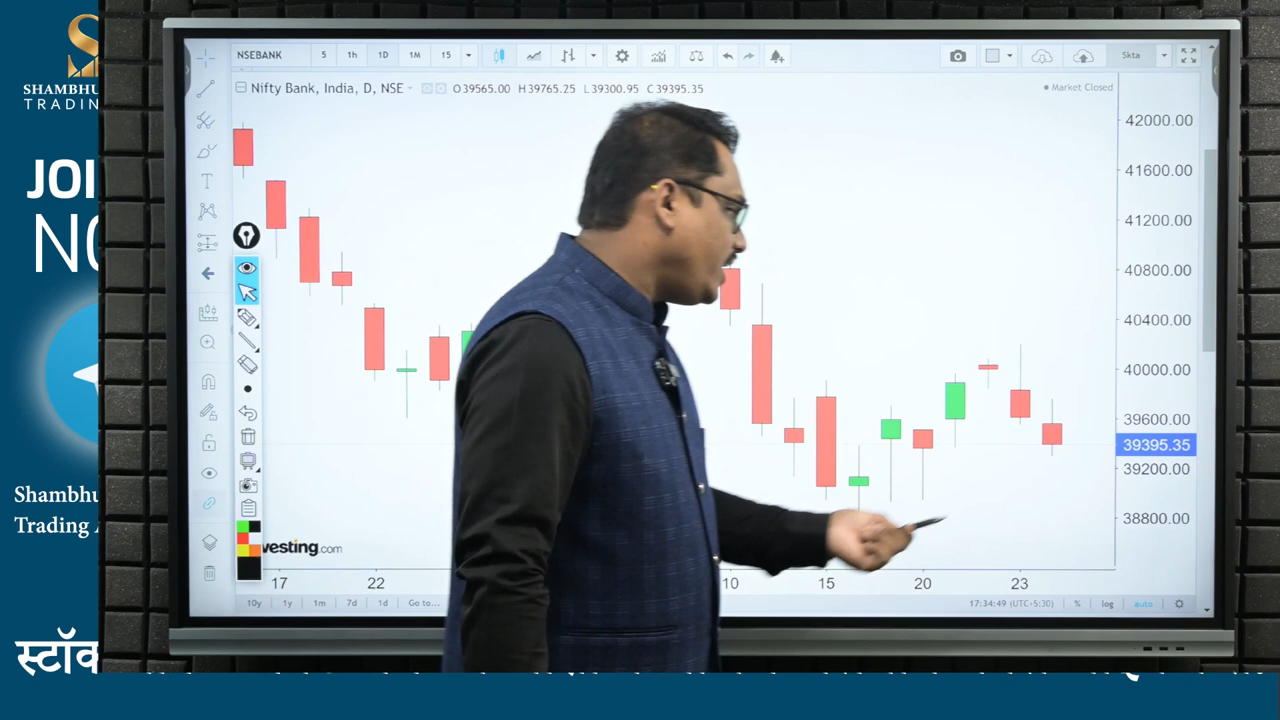 SHAMBHU
TRADIN
JOI
Shambhu
Trading
स्टॉक
NSEBANK 5 1h 1D 1M 15 5kta
Nifty Bank, India, D, NSE O39565.00 H39765.25 L39300.95 C39395.35
Market Closed
42000.00
41600.00
41200.00
40800.00
40400.00
40000.00
39600.00
39395.35
39200.00
38800.00
vesting.com
17 22 10 15 20 23
10y 1y 1m 7d 1d Go to... 17:34:49 (UTC+5:30) % log auto